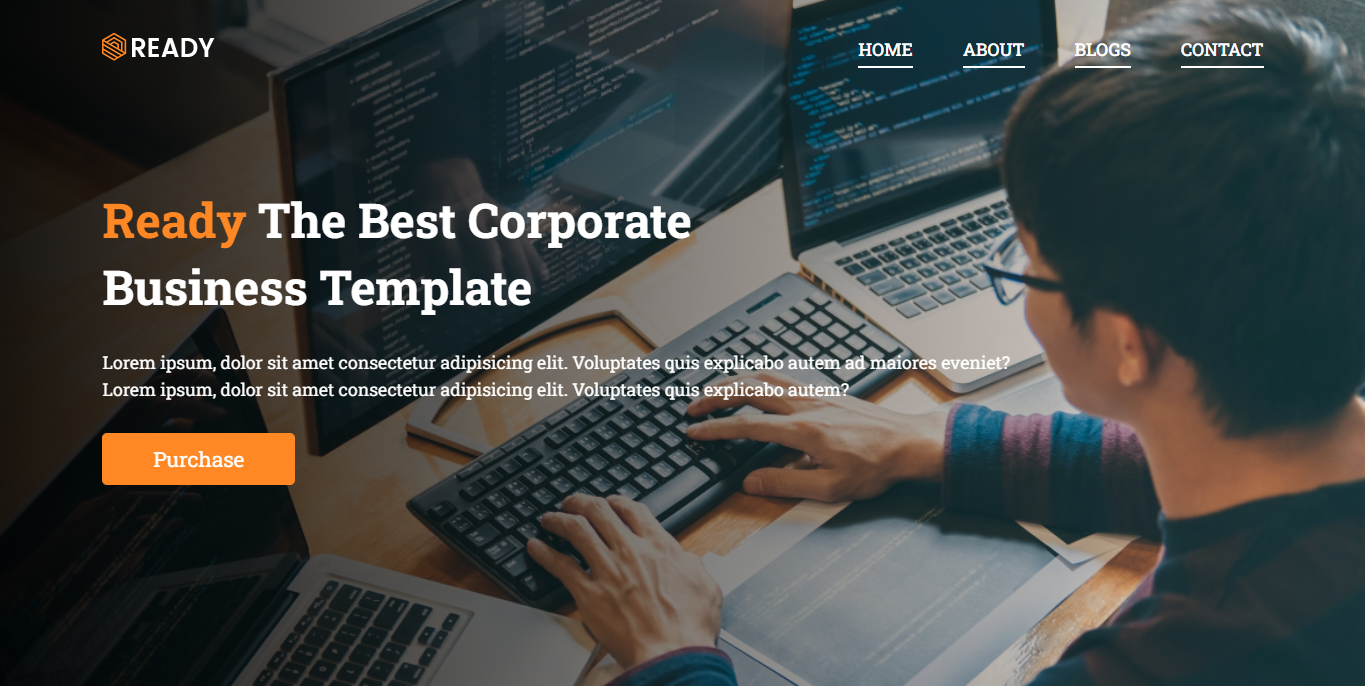 READY
HOME ABOUT BLOGS CONTACT
Ready The Best Corporate
Business Template
Lorem ipsum, dolor sit amet consectetur adipisicing elit. Voluptates quis explicabo autem ad maiores eveniet?
Lorem ipsum, dolor sit amet consectetur adipisicing elit. Voluptates quis explicabo autem?
Purchase